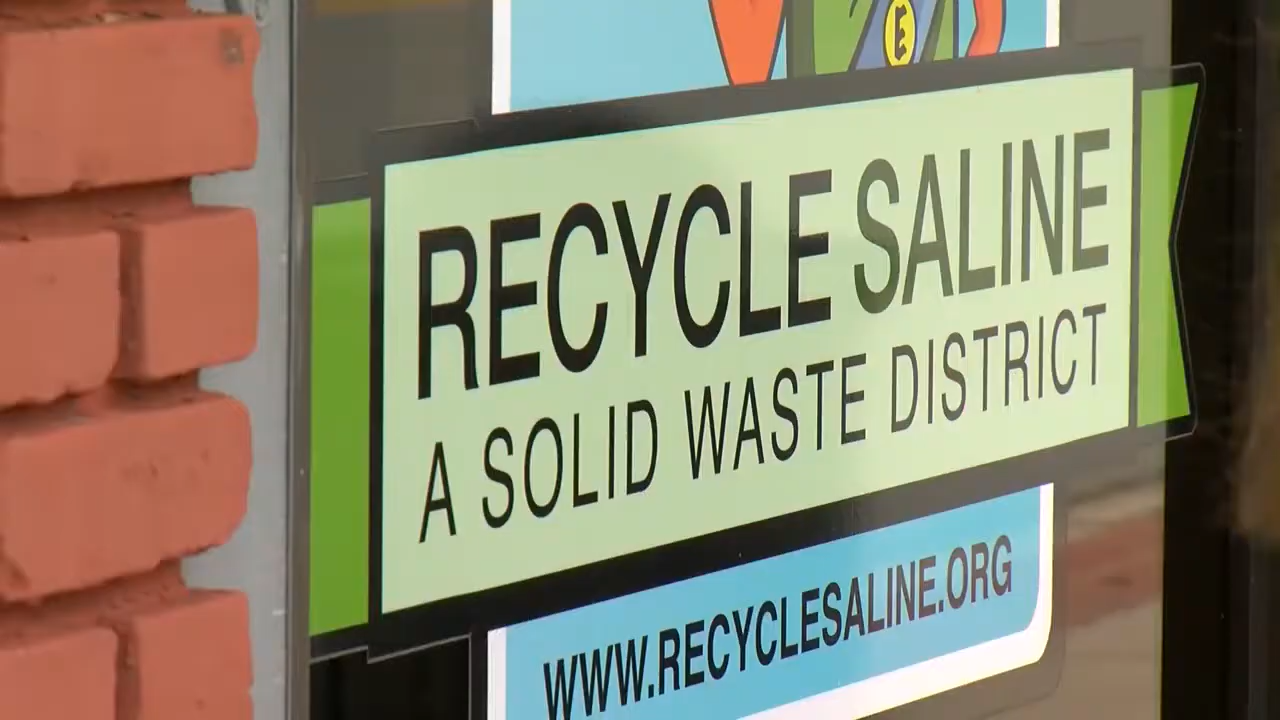 RECYCLE SALINE
A SOLID WASTE DISTRICT
WWW.RECYCLESALINE.ORG